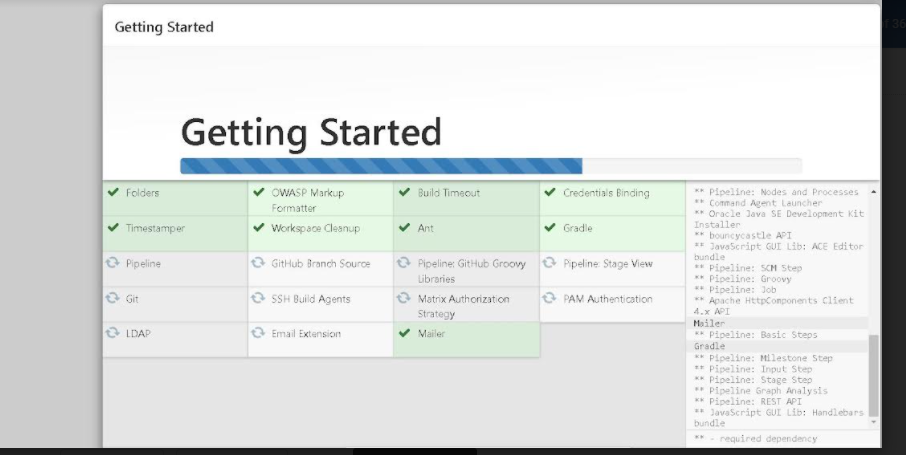 Getting Started
Getting Started
Folders
OWASP Markup
Formatter
Build Timeout
Credentials Binding
Timestamper
Workspace Cleanup
Ant
Gradle
Pipeline
GitHub Branch Source
Pipeline: GitHub Groovy
Libraries
Pipeline: Stage View
Git
SSH Build Agents
Matrix Authorization
Strategy
PAM Authentication
LDAP
Email Extension
Mailer
** Pipeline: Nodes and Processes
** Command Agent Launcher
** Oracle Java SE Development Kit
Installer
** bouncycastle API
** JavaScript GUI Lib: ACE Editor
bundle
** Pipeline: SCM Step
** Pipeline: Groovy
** Pipeline: Job
** Apache HttpComponents Client
4.x API
Mailer
** Pipeline: Basic Steps
Gradle
** Pipeline: Milestone Step
** Pipeline: Input Step
** Pipeline: Stage Step
** Pipeline Graph Analysis
** Pipeline: REST API
** JavaScript GUI Lib: Handlebars
bundle
** - required dependency